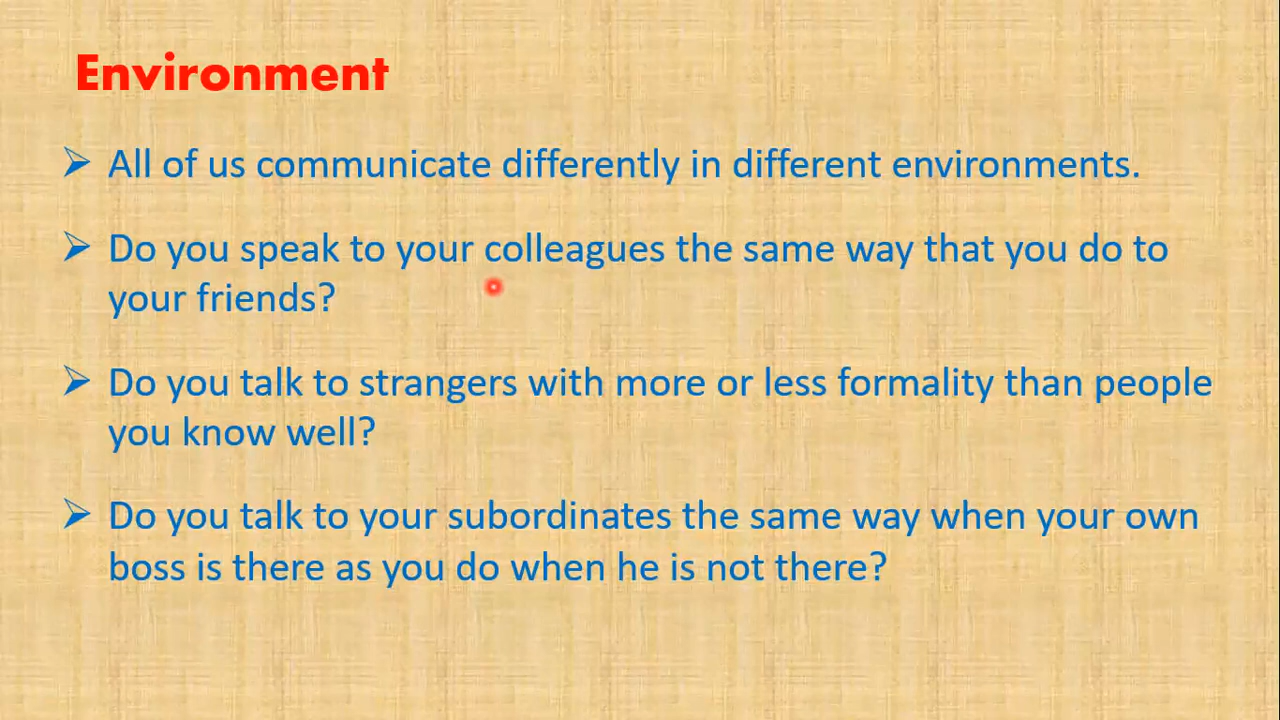 Environment
➢ All of us communicate differently in different environments.
➢ Do you speak to your colleagues the same way that you do to
your friends?
➢ Do you talk to strangers with more or less formality than people
you know well?
➢ Do you talk to your subordinates the same way when your own
boss is there as you do when he is not there?